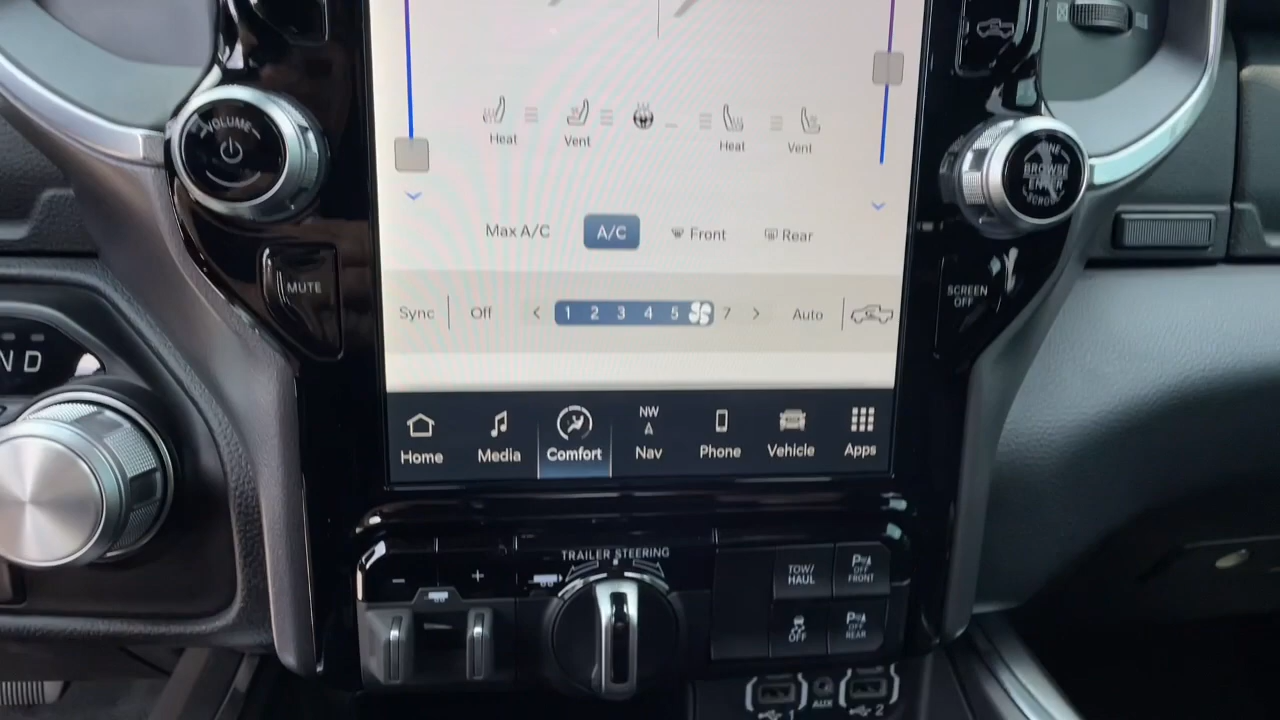 VOLUME
Heat
Vent
Heat
Vent
BROWSE
ENTER
Max A/C
A/C
Front
Rear
MUTE
SCREEN
OFF
Sync
Off
< 1 2 3 4 5 7 >
Auto
N D
Home
Media
Comfort
NW
Nav
Phone
Vehicle
Apps
TRAILER STEERING
- +
TOW/
HAUL
P
OFF
FRONT
OFF
P
OFF
REAR
1
AUX
2